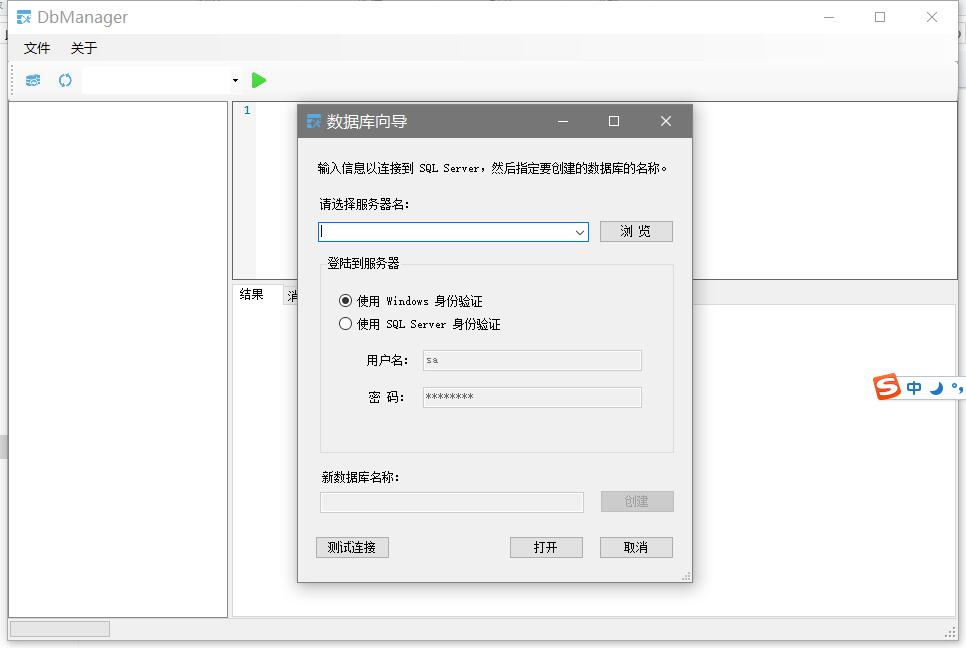 DbManager
文件 关于
1
数据库向导
输入信息以连接到 SQL Server，然后指定要创建的数据库的名称。
请选择服务器名：
浏 览
登陆到服务器
使用 Windows 身份验证
使用 SQL Server 身份验证
用户名： sa
密 码： ********
新数据库名称：
创建
测试连接 打开 取消
结果 消
中